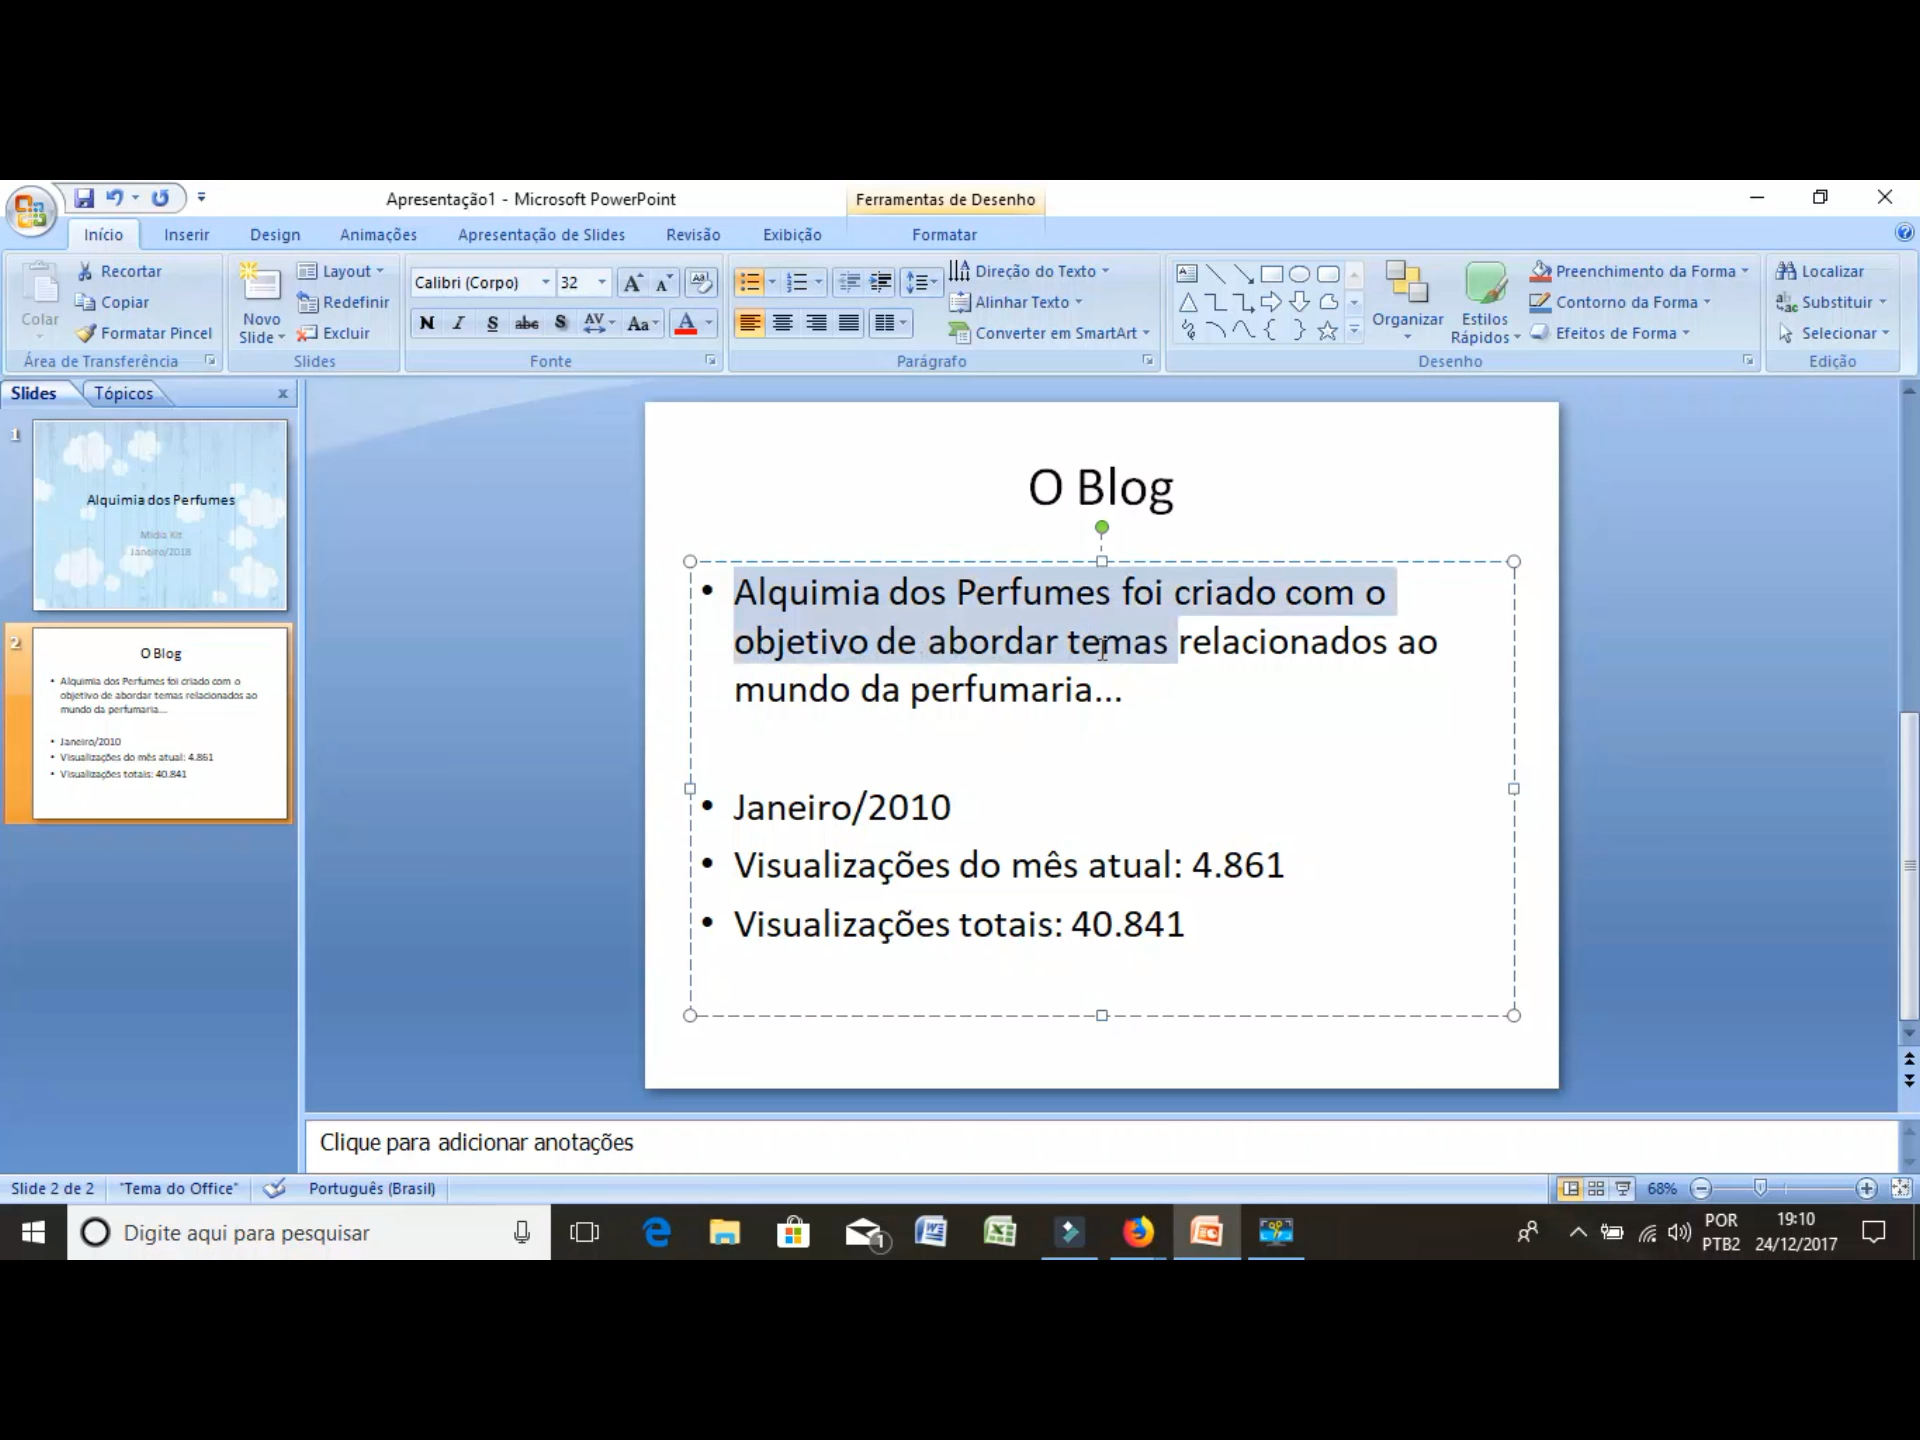 Apresentação1 - Microsoft PowerPoint
Ferramentas de Desenho
Início Inserir Design Animações Apresentação de Slides Revisão Exibição Formatar
Colar
Recortar
Copiar
Formatar Pincel
Área de Transferência
Novo Slide
Layout
Redefinir
Excluir
Slides
Calibri (Corpo) 32
N I S abc S AV Aa A
Fonte
Direção do Texto
Alinhar Texto
Converter em SmartArt
Parágrafo
Organizar
Estilos Rápidos
Preenchimento da Forma
Contorno da Forma
Efeitos de Forma
Desenho
Localizar
Substituir
Selecionar
Edição
Slides Tópicos
1
Alquimia dos Perfumes
Mídia Kit
Janeiro/2018
2
O Blog
• Alquimia dos Perfumes foi criado com o
objetivo de abordar temas relacionados ao
mundo da perfumaria...
• Janeiro/2010
• Visualizações do mês atual: 4.861
• Visualizações totais: 40.841
O Blog
• Alquimia dos Perfumes foi criado com o
objetivo de abordar temas relacionados ao
mundo da perfumaria...
• Janeiro/2010
• Visualizações do mês atual: 4.861
• Visualizações totais: 40.841
Clique para adicionar anotações
Slide 2 de 2 "Tema do Office" Português (Brasil) 68%
Digite aqui para pesquisar
1
POR
PTB2
19:10
24/12/2017